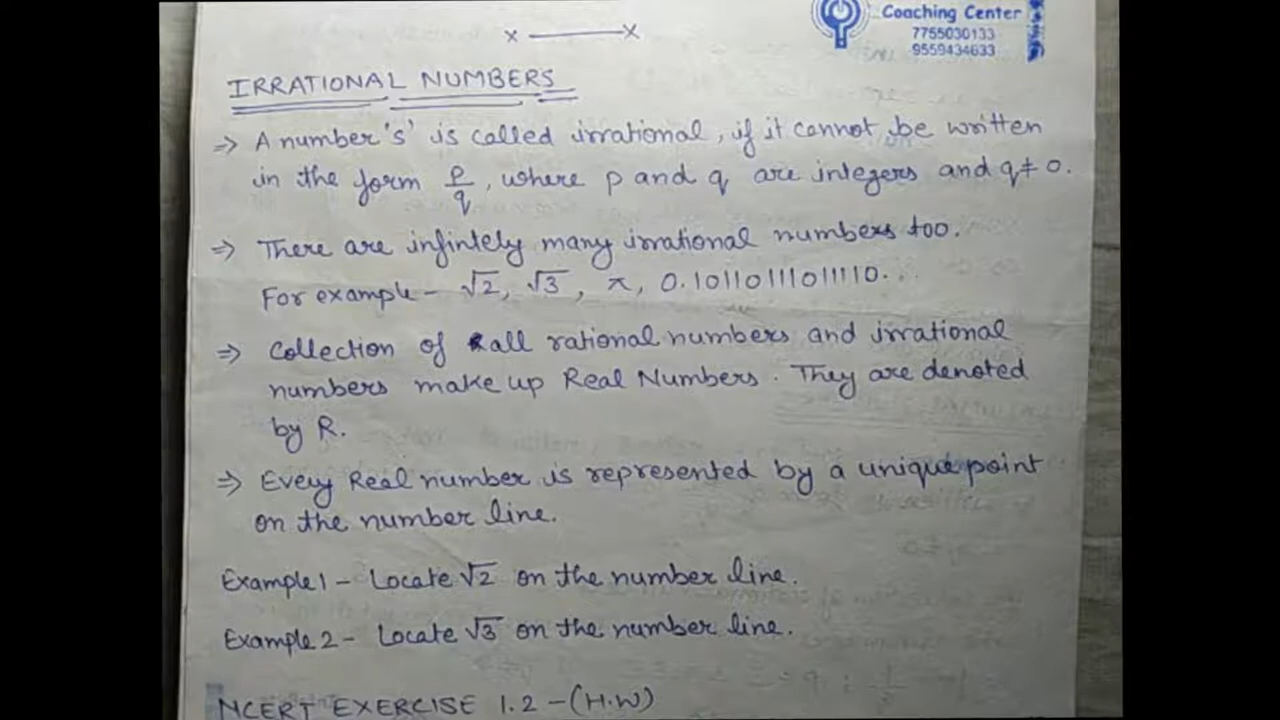 Coaching Center
7755030133
9559434633
x ——— x
IRRATIONAL NUMBERS
⇒ A number 's' is called irrational, if it cannot be written
in the form p/q, where p and q are integers and q≠0.
⇒ There are infintely many irrational numbers too.
For example - √2, √3, π, 0.10110111011110...
⇒ Collection of all rational numbers and irrational
numbers make up Real Numbers. They are denoted
by R.
⇒ Every Real number is represented by a unique point
on the number line.
Example 1 - Locate √2 on the number line.
Example 2 - Locate √3 on the number line.
NCERT EXERCISE 1.2 - (H.W)